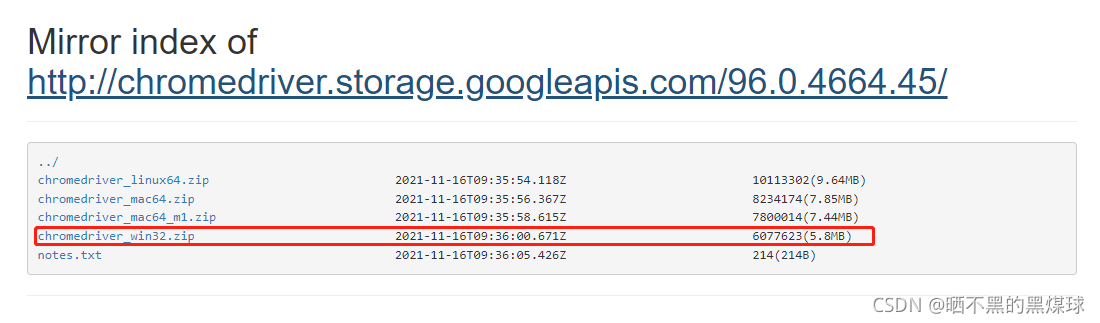 Mirror index of
http://chromedriver.storage.googleapis.com/96.0.4664.45/
../
chromedriver_linux64.zip 2021-11-16T09:35:54.118Z 10113302(9.64MB)
chromedriver_mac64.zip 2021-11-16T09:35:56.367Z 8234174(7.85MB)
chromedriver_mac64_m1.zip 2021-11-16T09:35:58.615Z 7800014(7.44MB)
chromedriver_win32.zip 2021-11-16T09:36:00.671Z 6077623(5.8MB)
notes.txt 2021-11-16T09:36:05.426Z 214(214B)
CSDN @晒不黑的黑煤球